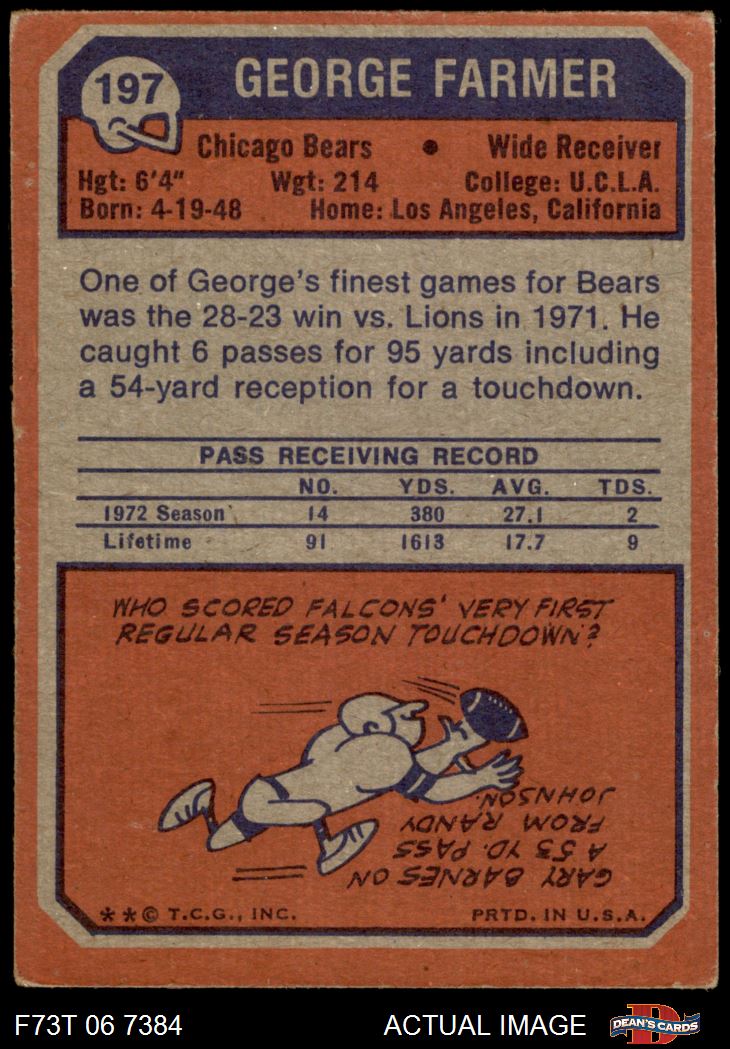 197
GEORGE FARMER
Chicago Bears • Wide Receiver
Hgt: 6'4" Wgt: 214 College: U.C.L.A.
Born: 4-19-48 Home: Los Angeles, California
One of George's finest games for Bears
was the 28-23 win vs. Lions in 1971. He
caught 6 passes for 95 yards including
a 54-yard reception for a touchdown.
PASS RECEIVING RECORD
NO. YDS. AVG. TDS.
1972 Season 14 380 27.1 2
Lifetime 91 1613 17.7 9
WHO SCORED FALCONS' VERY FIRST
REGULAR SEASON TOUCHDOWN?
GARY BARNES ON
A 53 YD. PASS
FROM RANDY
JOHNSON.
**© T.C.G., INC. PRTD. IN U.S.A.
F73T 06 7384 ACTUAL IMAGE DEAN'S CARDS